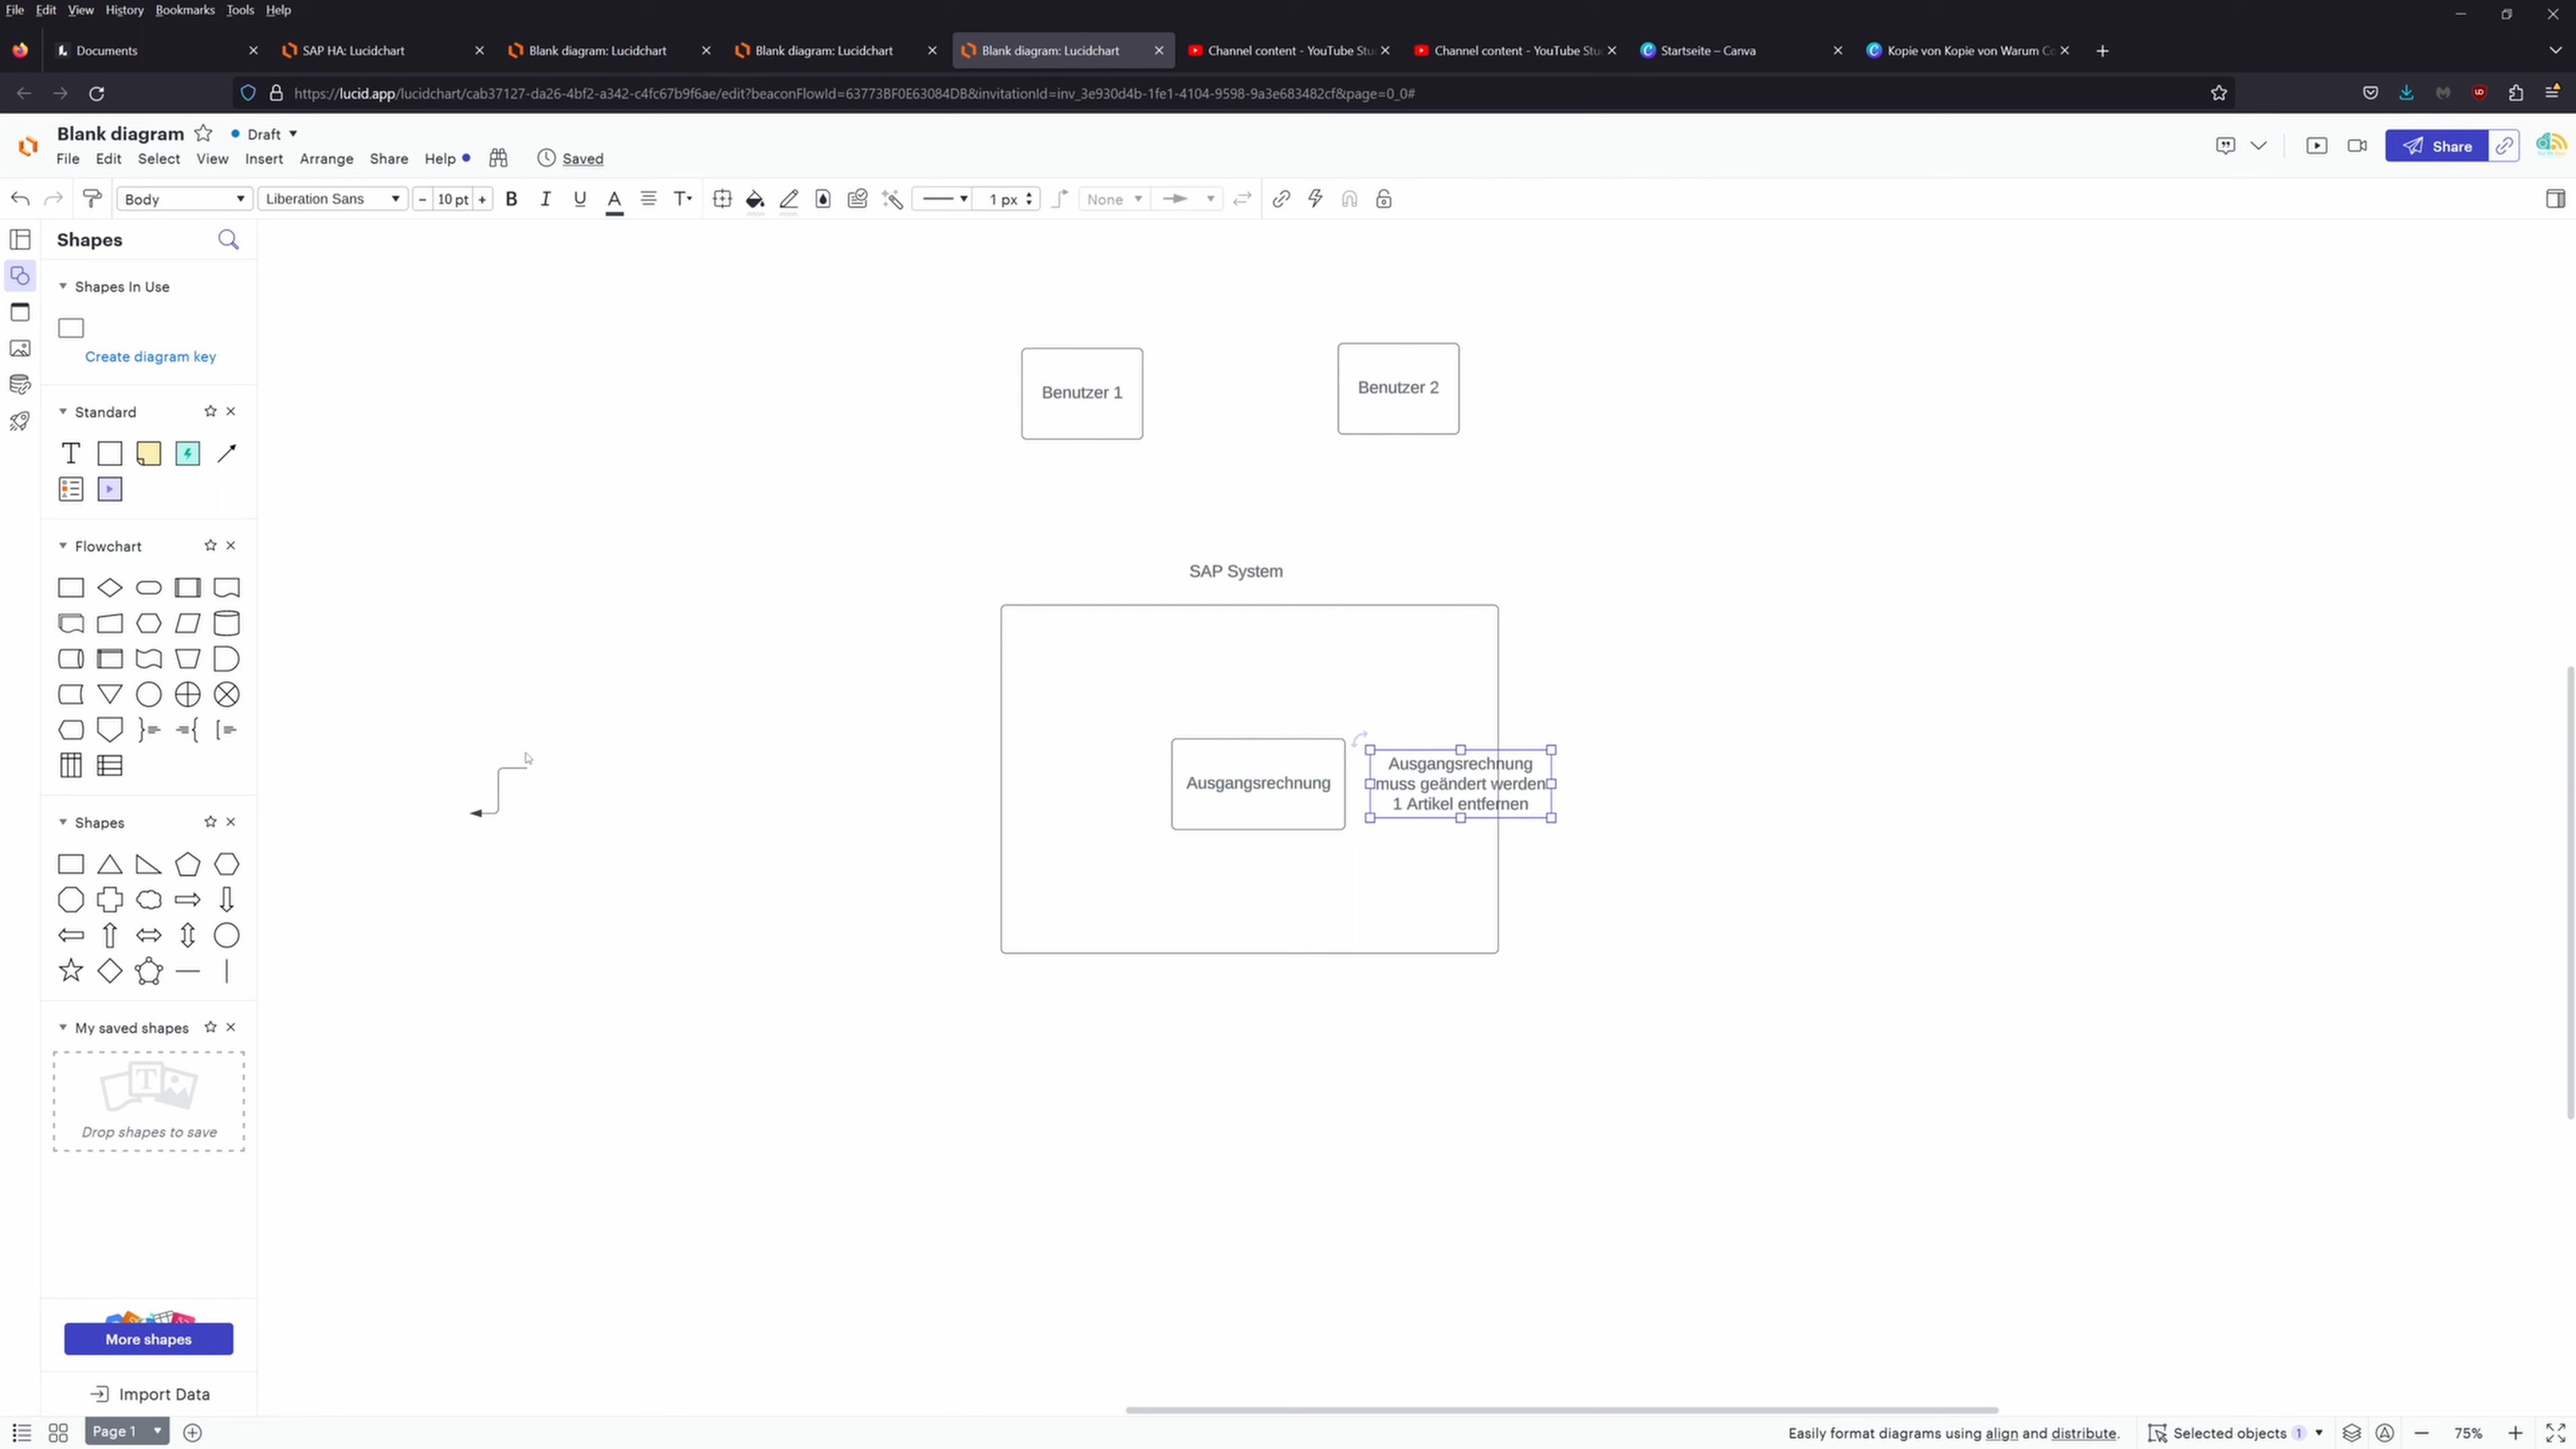 File Edit View History Bookmarks Tools Help
Documents
SAP HA: Lucidchart
Blank diagram: Lucidchart
Blank diagram: Lucidchart
Blank diagram: Lucidchart
Channel content - YouTube Stu
Channel content - YouTube Stu
Startseite – Canva
Kopie von Kopie von Warum Co
https://lucid.app/lucidchart/cab37127-da26-4bf2-a342-c4fc67b9f6ae/edit?beaconFlowId=63773BF0E63084DB&invitationId=inv_3e930d4b-1fe1-4104-9598-9a3e683482cf&page=0_0#
Blank diagram
Draft
File Edit Select View Insert Arrange Share Help
Saved
Share
Body
Liberation Sans
10 pt
B I U A T
1 px
None
Shapes
Shapes In Use
Create diagram key
Standard
T
Flowchart
Shapes
My saved shapes
T
Drop shapes to save
More shapes
Import Data
Benutzer 1
Benutzer 2
SAP System
Ausgangsrechnung
Ausgangsrechnung
muss geändert werden
1 Artikel entfernen
Page 1
Easily format diagrams using align and distribute.
Selected objects 1
75%